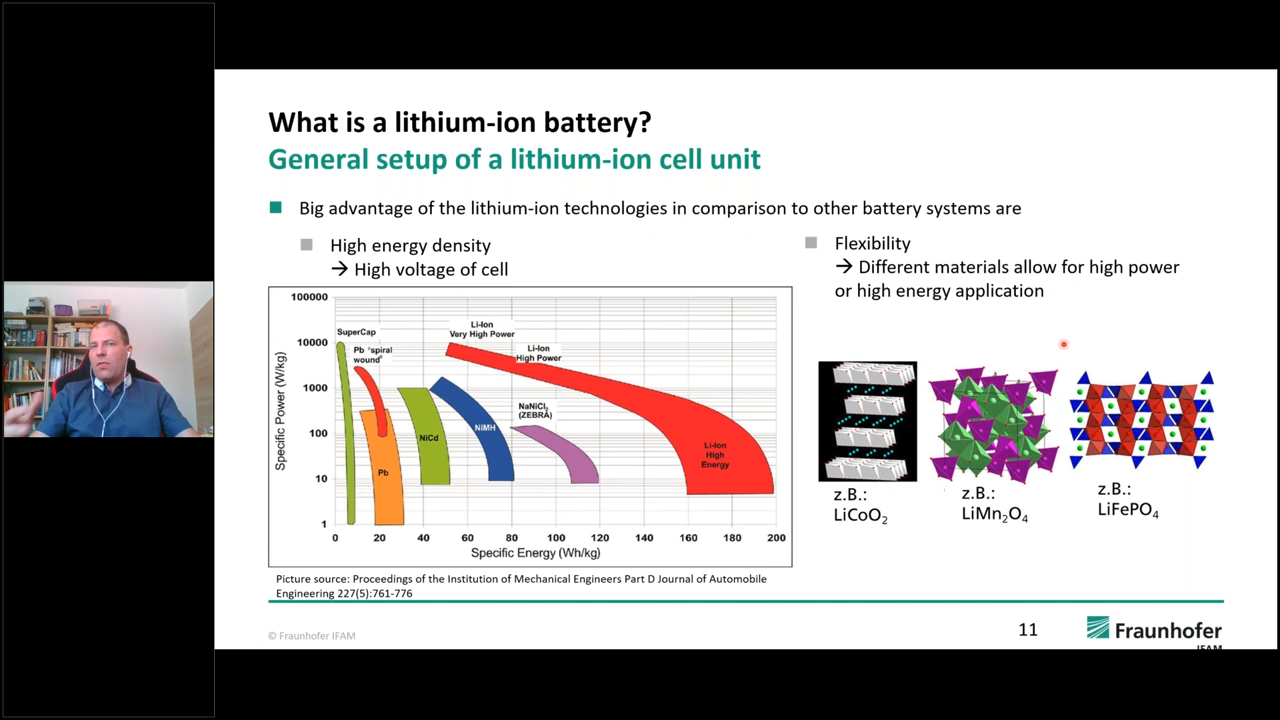 What is a lithium-ion battery?
General setup of a lithium-ion cell unit
Big advantage of the lithium-ion technologies in comparison to other battery systems are
High energy density
→ High voltage of cell
Flexibility
→ Different materials allow for high power
or high energy application
Specific Power (W/kg)
100000
10000
1000
100
10
1
SuperCap
Pb "spiral
wound"
Li-Ion
Very High Power
Li-Ion
High Power
NaNiCl₂
(ZEBRA)
Pb
NiCd
NiMH
Li-Ion
High
Energy
0 20 40 60 80 100 120 140 160 180 200
Specific Energy (Wh/kg)
z.B.:
LiCoO₂
z.B.:
LiMn₂O₄
z.B.:
LiFePO₄
Picture source: Proceedings of the Institution of Mechanical Engineers Part D Journal of Automobile
Engineering 227(5):761-776
© Fraunhofer IFAM
11
Fraunhofer
IFAM